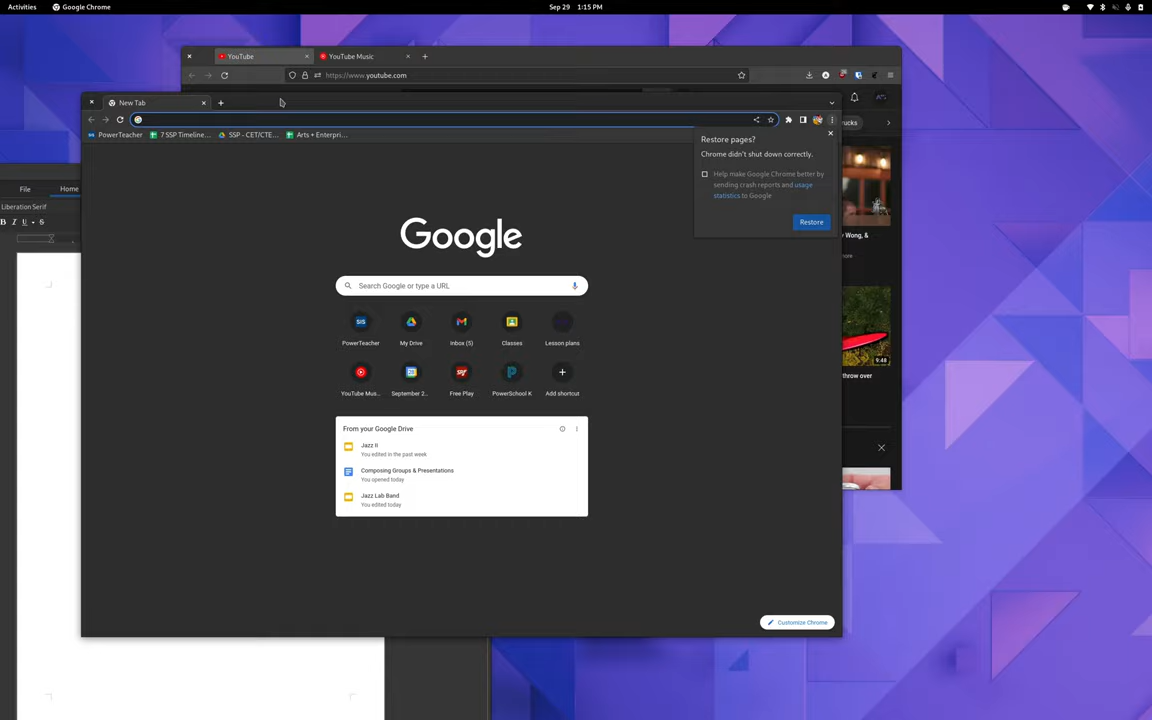 Activities
Google Chrome
Sep 29 1:15 PM
YouTube
YouTube Music
https://www.youtube.com
New Tab
PowerTeacher
7 SSP Timeline...
SSP - CET/CTE...
Arts + Enterpri...
Restore pages?
Chrome didn't shut down correctly.
Help make Google Chrome better by
sending crash reports and usage
statistics to Google
Restore
File
Home
Liberation Serif
B I U S
Google
Search Google or type a URL
SIS
PowerTeacher
My Drive
Inbox (5)
Classes
Lesson plans
YouTube Mus...
September 2...
Free Play
PowerSchool K
Add shortcut
From your Google Drive
Jazz II
You edited in the past week
Composing Groups & Presentations
You opened today
Jazz Lab Band
You edited today
Customize Chrome
Wong, &
9:48
throw over